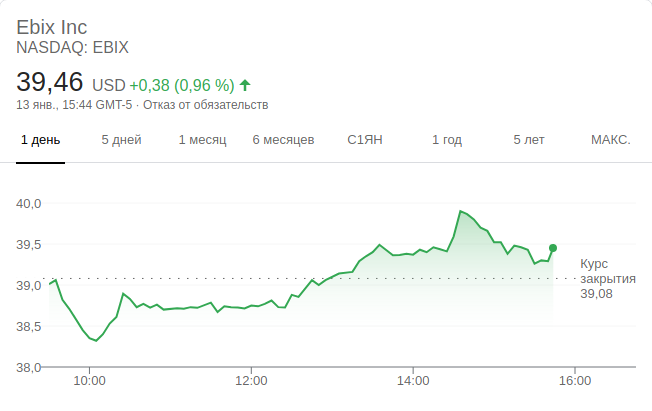 Ebix Inc
NASDAQ: EBIX
39,46 USD +0,38 (0,96 %)
13 янв., 15:44 GMT-5 · Отказ от обязательств
1 день 5 дней 1 месяц 6 месяцев С1ЯН 1 год 5 лет МАКС.
40,0
39,5
39,0
38,5
38,0
Курс
закрытия
39,08
10:00 12:00 14:00 16:00